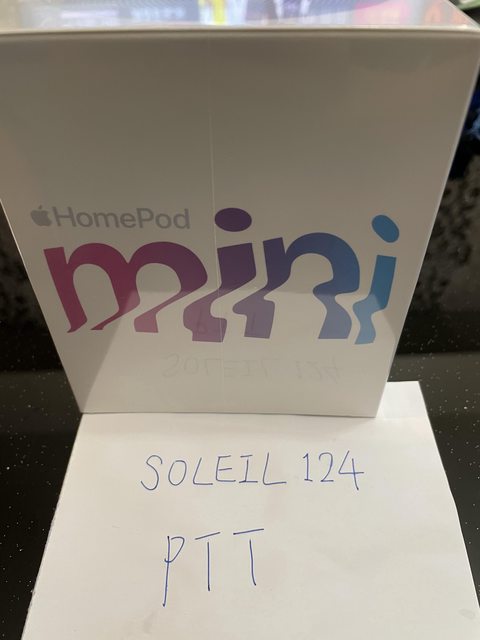 HomePod
mini
SOLEIL 124
PTT